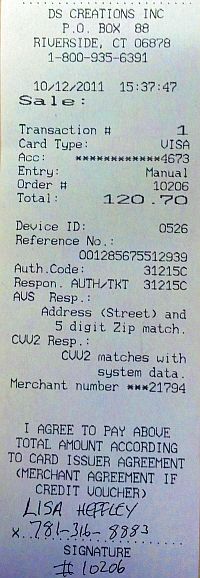 DS CREATIONS INC
P.O. BOX 88
RIVERSIDE, CT 06878
1-800-935-6391
10/12/2011 15:37:47
Sale:
Transaction # 1
Card Type: VISA
Acc: ************4673
Entry: Manual
Order # 10206
Total: 120.70
Device ID: 0526
Reference No.:
001285675512939
Auth.Code: 31215C
Respon. AUTH/TKT 31215C
AVS Resp.:
Address (Street) and
5 digit Zip match.
CVV2 Resp.:
CVV2 matches with
system data.
Merchant number ***21794
I AGREE TO PAY ABOVE
TOTAL AMOUNT ACCORDING
TO CARD ISSUER AGREEMENT
(MERCHANT AGREEMENT IF
CREDIT VOUCHER)
LISA HEFFLEY
x 781-316-8883
SIGNATURE
# 10206